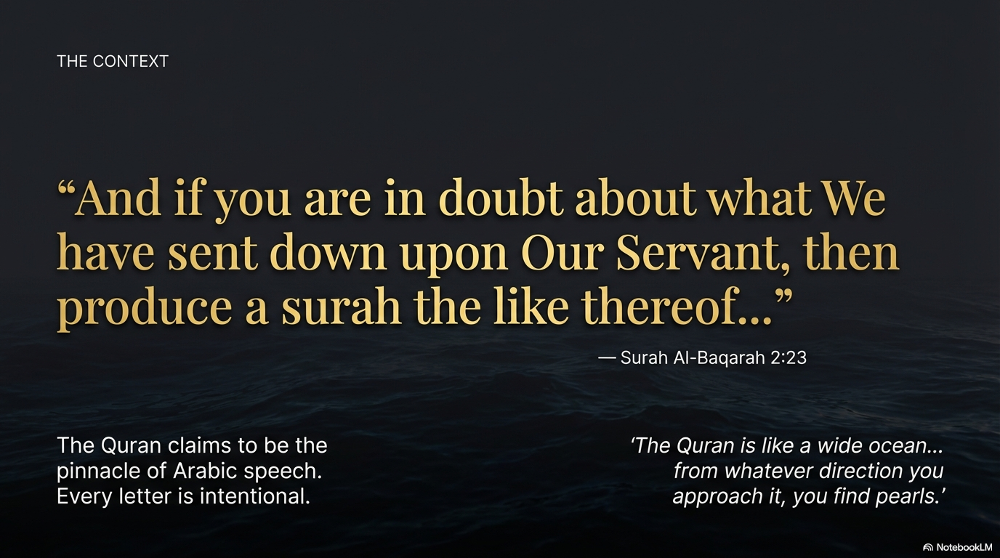 THE CONTEXT
“And if you are in doubt about what We
have sent down upon Our Servant, then
produce a surah the like thereof...”
— Surah Al-Baqarah 2:23
The Quran claims to be the
pinnacle of Arabic speech.
Every letter is intentional.
‘The Quran is like a wide ocean...
from whatever direction you
approach it, you find pearls.’
NotebookLM